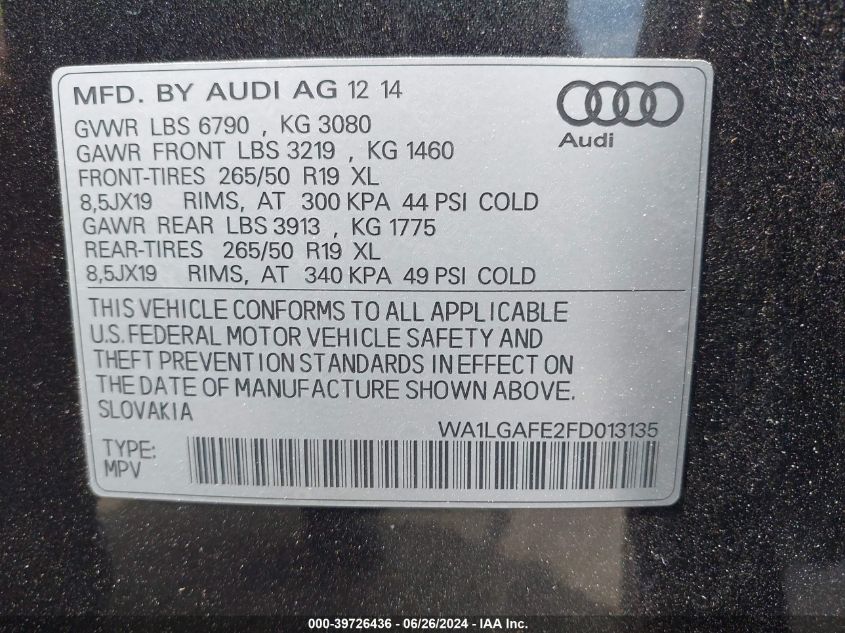 MFD. BY AUDI AG 12 14
Audi
GVWR LBS 6790 , KG 3080
GAWR FRONT LBS 3219 , KG 1460
FRONT-TIRES 265/50 R19 XL
8,5JX19 RIMS, AT 300 KPA 44 PSI COLD
GAWR REAR LBS 3913 , KG 1775
REAR-TIRES 265/50 R19 XL
8,5JX19 RIMS, AT 340 KPA 49 PSI COLD
THIS VEHICLE CONFORMS TO ALL APPLICABLE
U.S. FEDERAL MOTOR VEHICLE SAFETY AND
THEFT PREVENTION STANDARDS IN EFFECT ON
THE DATE OF MANUFACTURE SHOWN ABOVE.
SLOVAKIA
WA1LGAFE2FD013135
TYPE:
MPV
000-39726436 - 06/26/2024 - IAA Inc.